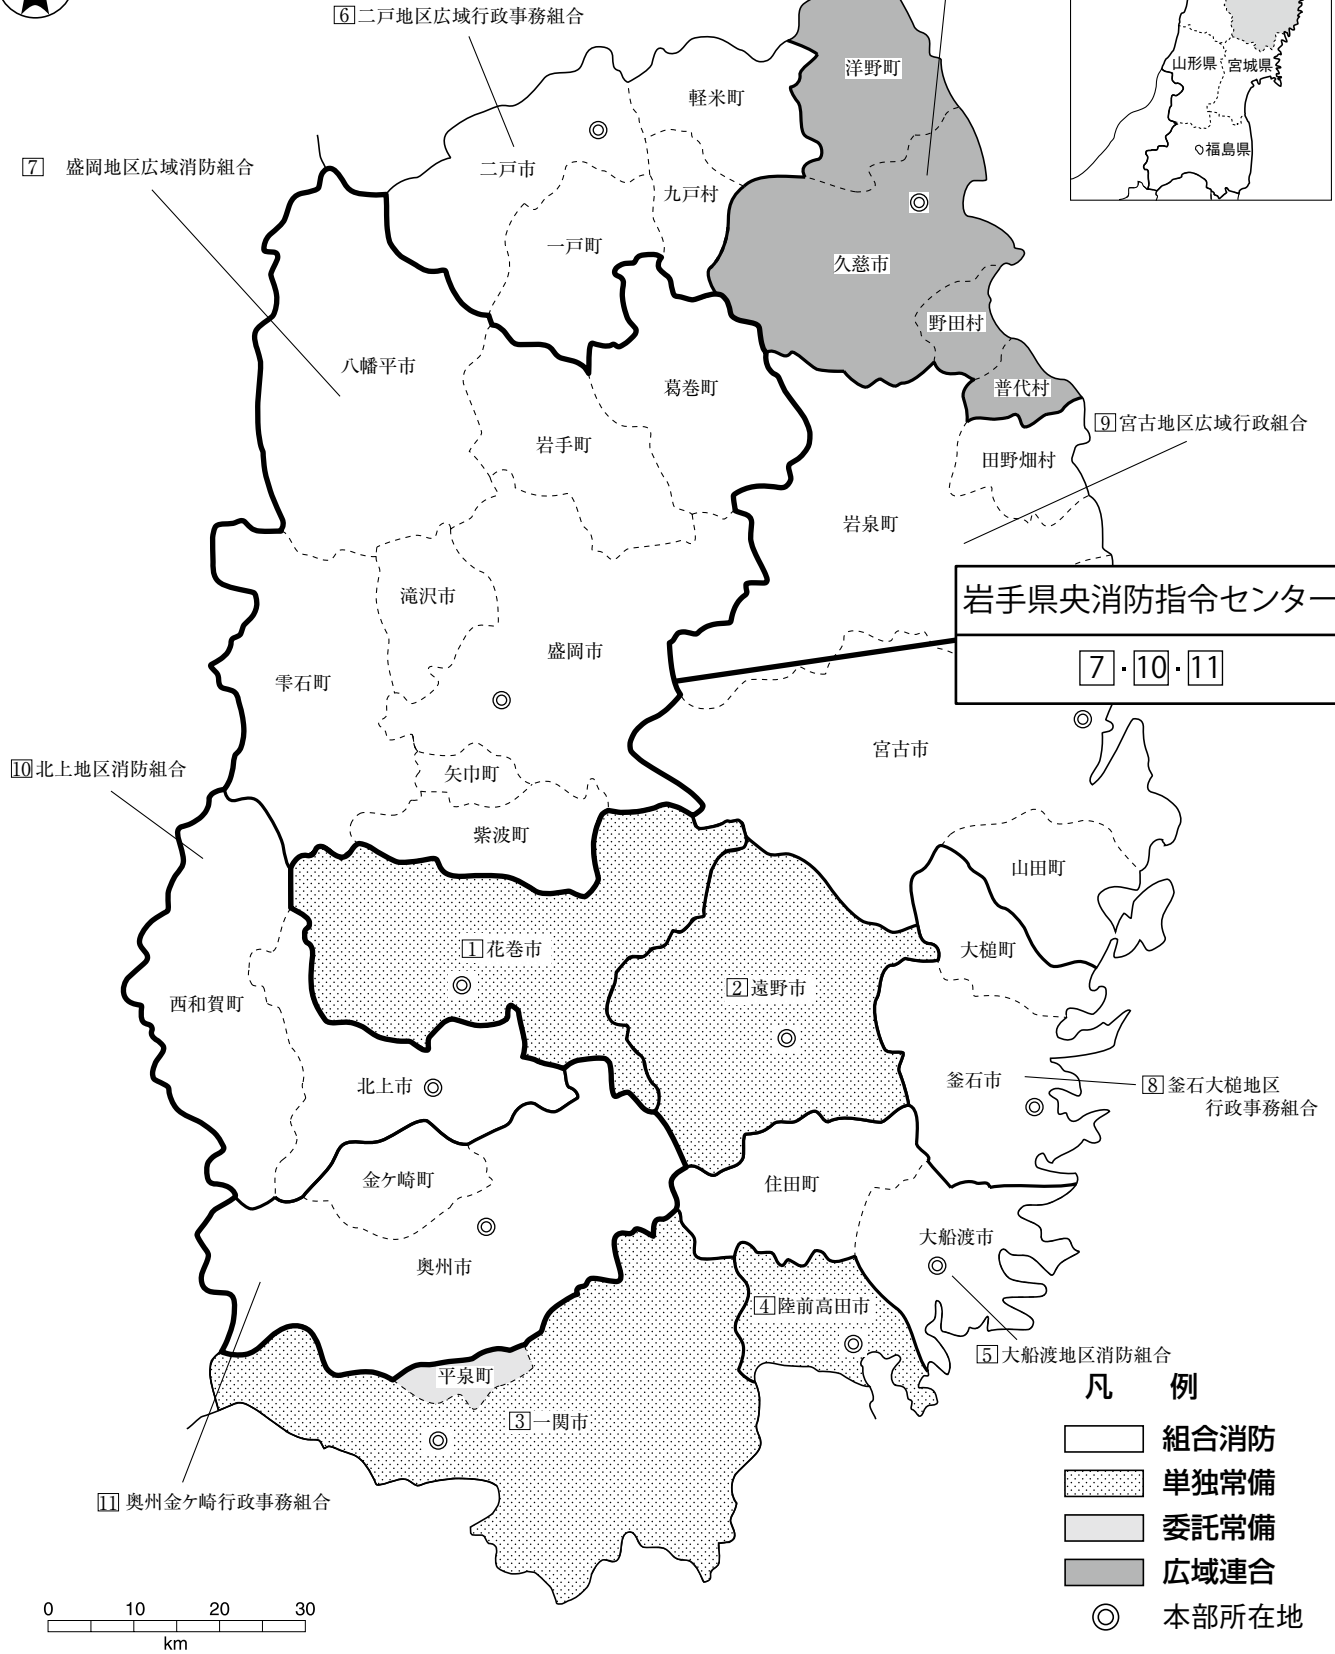 6 二戸地区広域行政事務組合
洋野町
山形県
宮城県
福島県
軽米町
7 盛岡地区広域消防組合
二戸市
九戸村
一戸町
久慈市
野田村
八幡平市
葛巻町
普代村
9 宮古地区広域行政組合
岩手町
田野畑村
岩泉町
滝沢市
岩手県央消防指令センター
7・10・11
盛岡市
雫石町
宮古市
10 北上地区消防組合
矢巾町
紫波町
山田町
1 花巻市
大槌町
2 遠野市
西和賀町
北上市
釜石市
8 釜石大槌地区
行政事務組合
金ケ崎町
住田町
奥州市
大船渡市
4 陸前高田市
5 大船渡地区消防組合
平泉町
3 一関市
11 奥州金ケ崎行政事務組合
凡 例
組合消防
単独常備
委託常備
広域連合
本部所在地
0 10 20 30
km